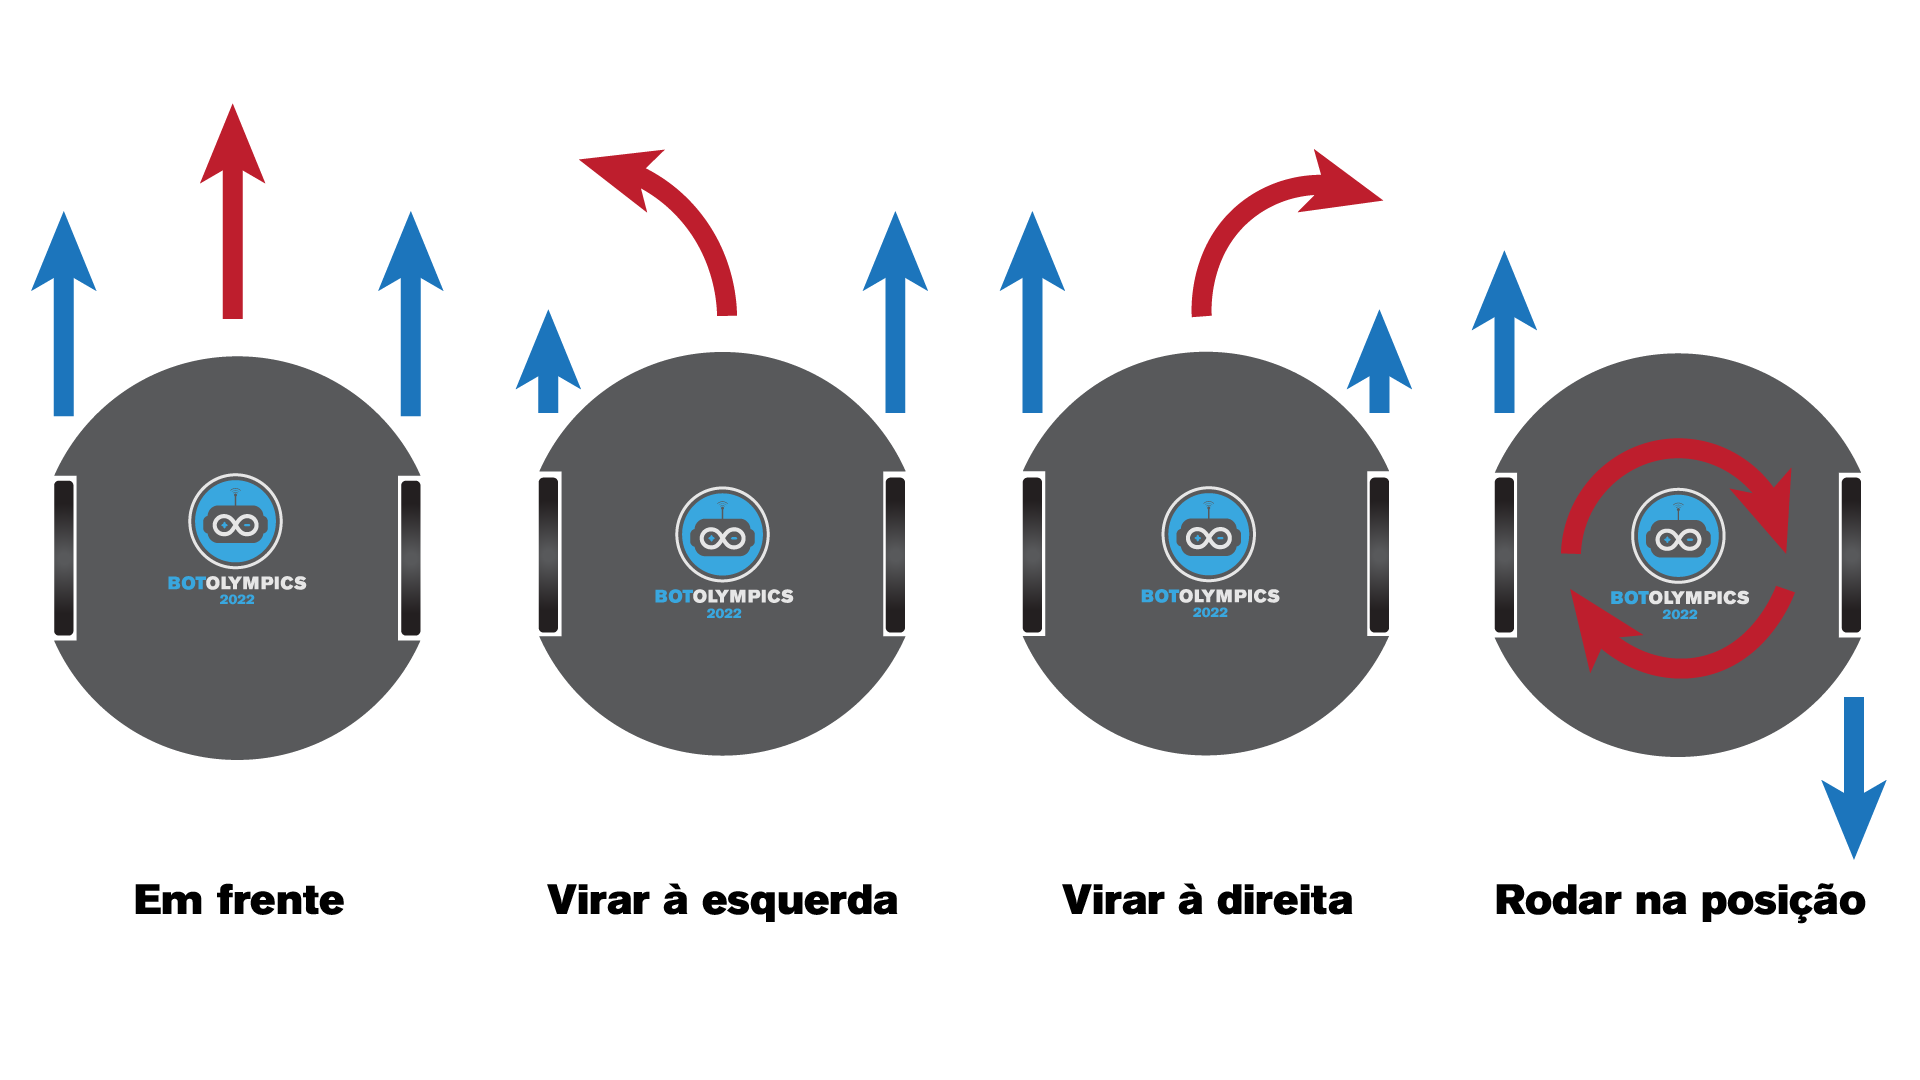 BOTOLYMPICS
2022
BOTOLYMPICS
2022
BOTOLYMPICS
2022
BOTOLYMPICS
2022
Em frente
Virar à esquerda
Virar à direita
Rodar na posição